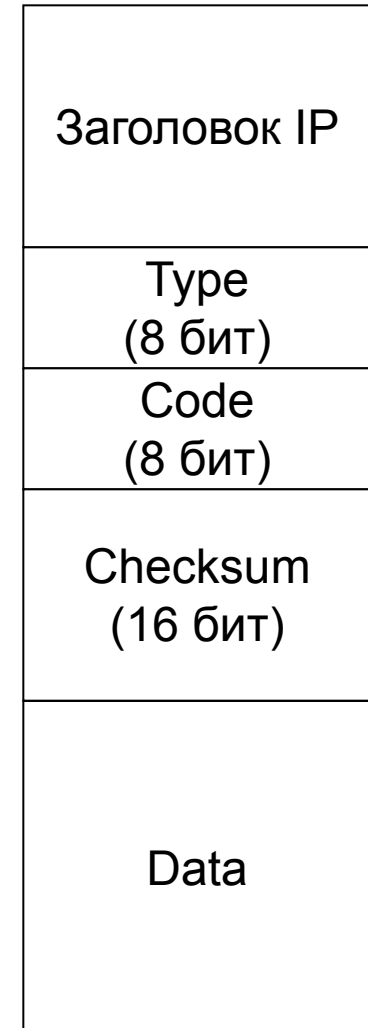 Заголовок IP
Type
(8 бит)
Code
(8 бит)
Checksum
(16 бит)
Data